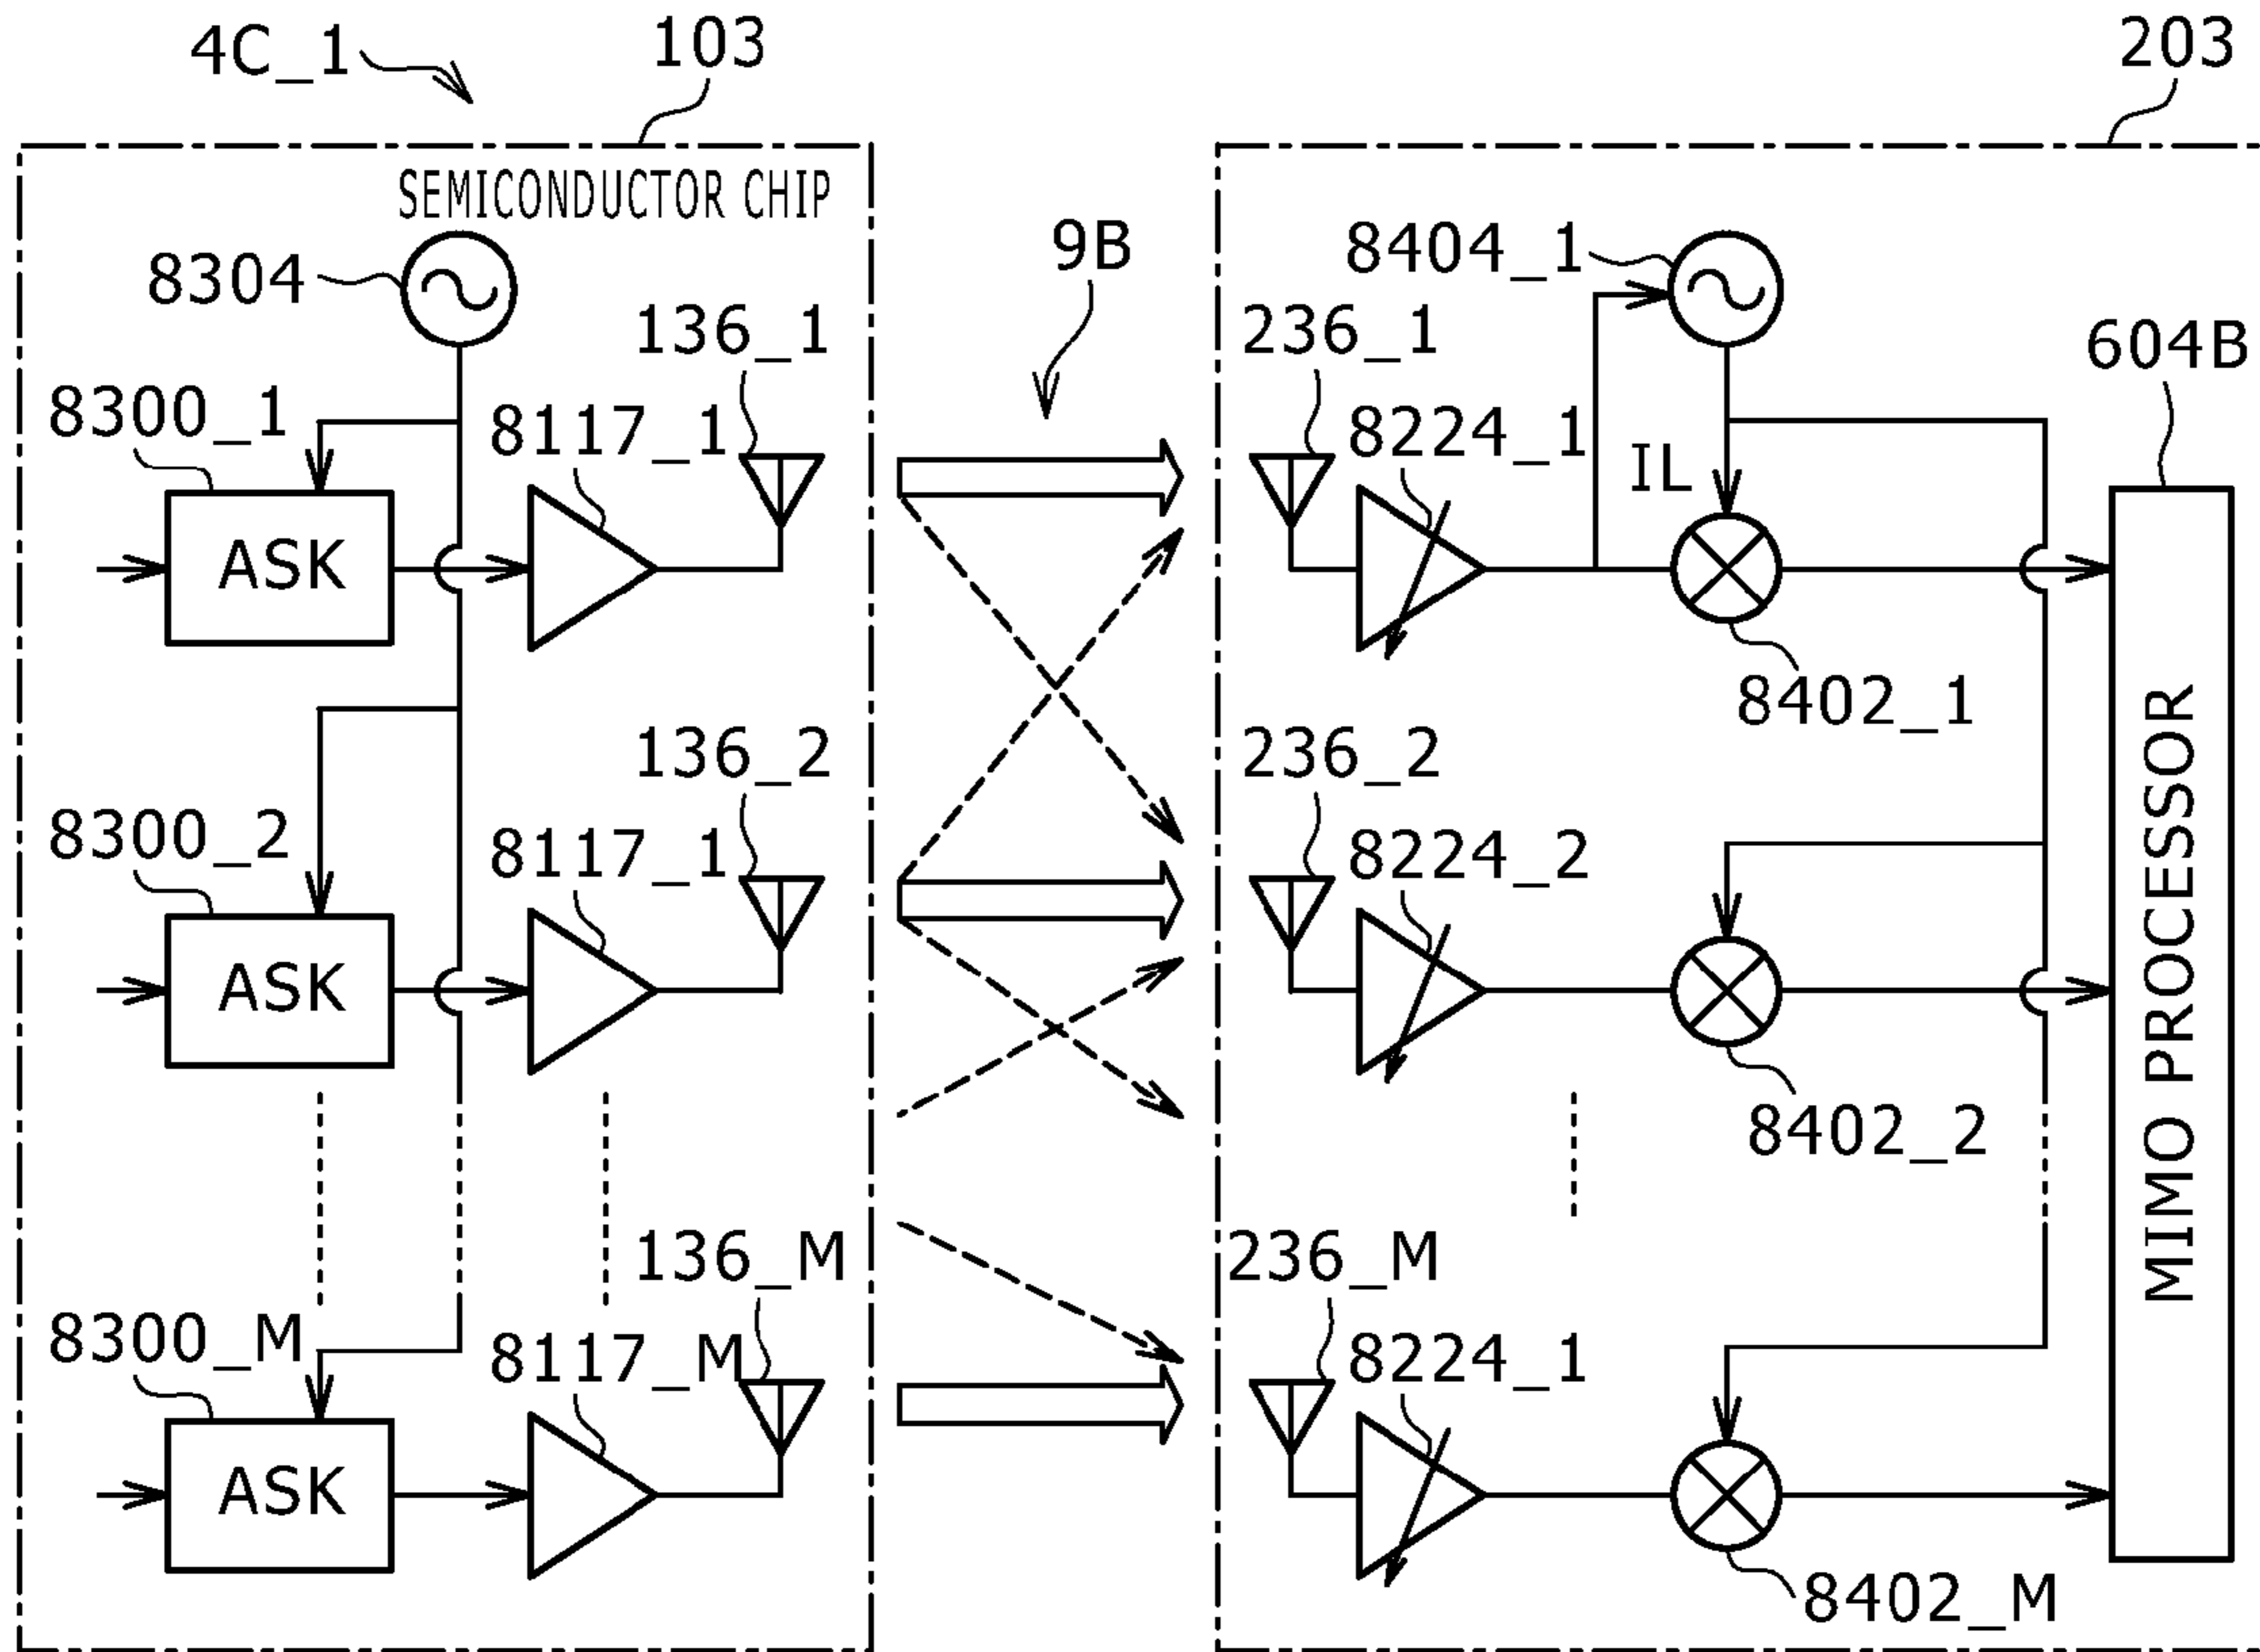 4C_1
103
203
SEMICONDUCTOR CHIP
8304
9B
8404_1
136_1
236_1
604B
8300_1
8117_1
8224_1
IL
ASK
8402_1
136_2
236_2
8300_2
8117_1
8224_2
ASK
8402_2
MIMO PROCESSOR
136_M
236_M
8300_M
8117_M
8224_1
ASK
8402_M